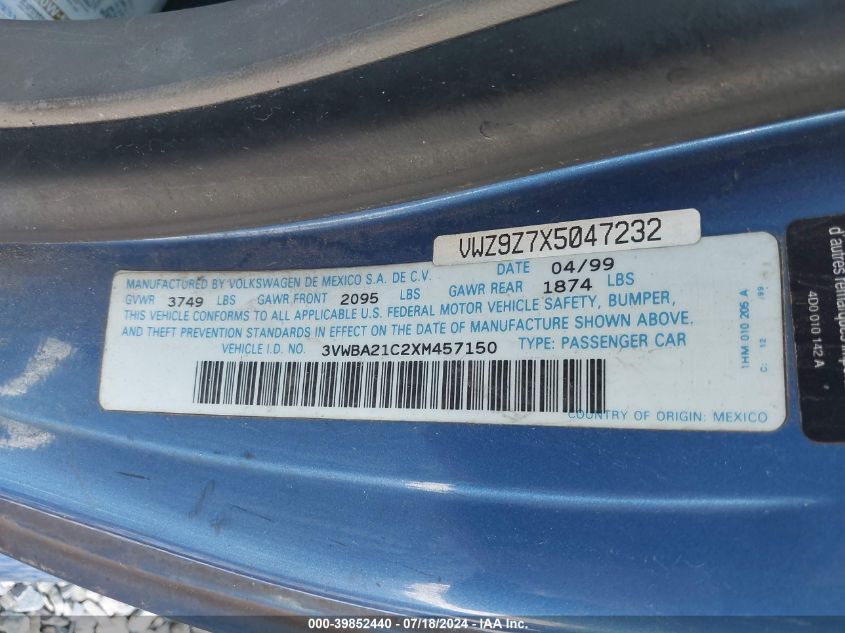 VWZ9Z7X5047232
MANUFACTURED BY VOLKSWAGEN DE MEXICO S.A. DE C.V. DATE 04/99
GVWR 3749 LBS GAWR FRONT 2095 LBS GAWR REAR 1874 LBS
THIS VEHICLE CONFORMS TO ALL APPLICABLE U.S. FEDERAL MOTOR VEHICLE SAFETY, BUMPER,
AND THEFT PREVENTION STANDARDS IN EFFECT ON THE DATE OF MANUFACTURE SHOWN ABOVE.
VEHICLE I.D. NO. 3VWBA21C2XM457150 TYPE: PASSENGER CAR
COUNTRY OF ORIGIN: MEXICO
1HM 010 205 A
C: 12 /99
4D0 010 142 A
000-39852440 - 07/18/2024 - IAA Inc.